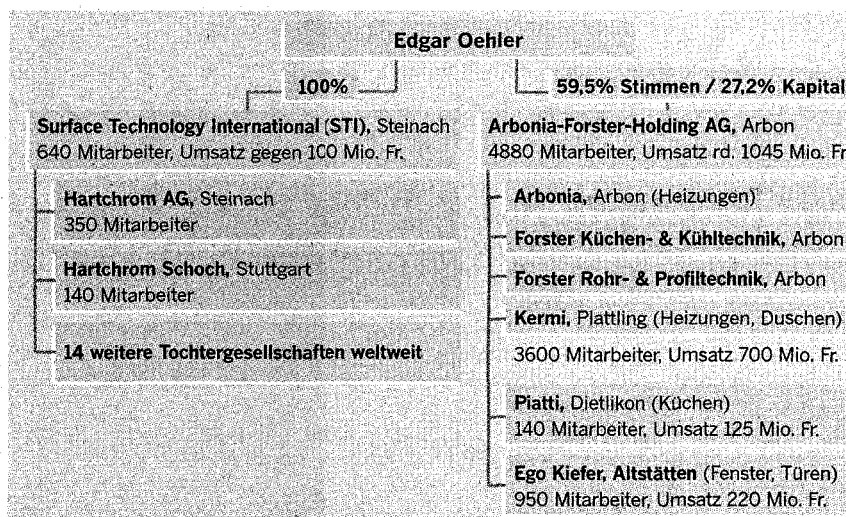 Edgar Oehler
100%
59,5% Stimmen / 27,2% Kapital
Surface Technology International (STI), Steinach
640 Mitarbeiter, Umsatz gegen 100 Mio. Fr.
Hartchrom AG, Steinach
350 Mitarbeiter
Hartchrom Schoch, Stuttgart
140 Mitarbeiter
14 weitere Tochtergesellschaften weltweit
Arbonia-Forster-Holding AG, Arbon
4880 Mitarbeiter, Umsatz rd. 1045 Mio. Fr
Arbonia, Arbon (Heizungen)
Forster Küchen- & Kühltechnik, Arbon
Forster Rohr- & Profiltechnik, Arbon
Kermi, Plattling (Heizungen, Duschen)
3600 Mitarbeiter, Umsatz 700 Mio. Fr.
Piatti, Dietlikon (Küchen)
140 Mitarbeiter, Umsatz 125 Mio. Fr.
Ego Kiefer, Altstätten (Fenster, Türen)
950 Mitarbeiter, Umsatz 220 Mio. Fr.